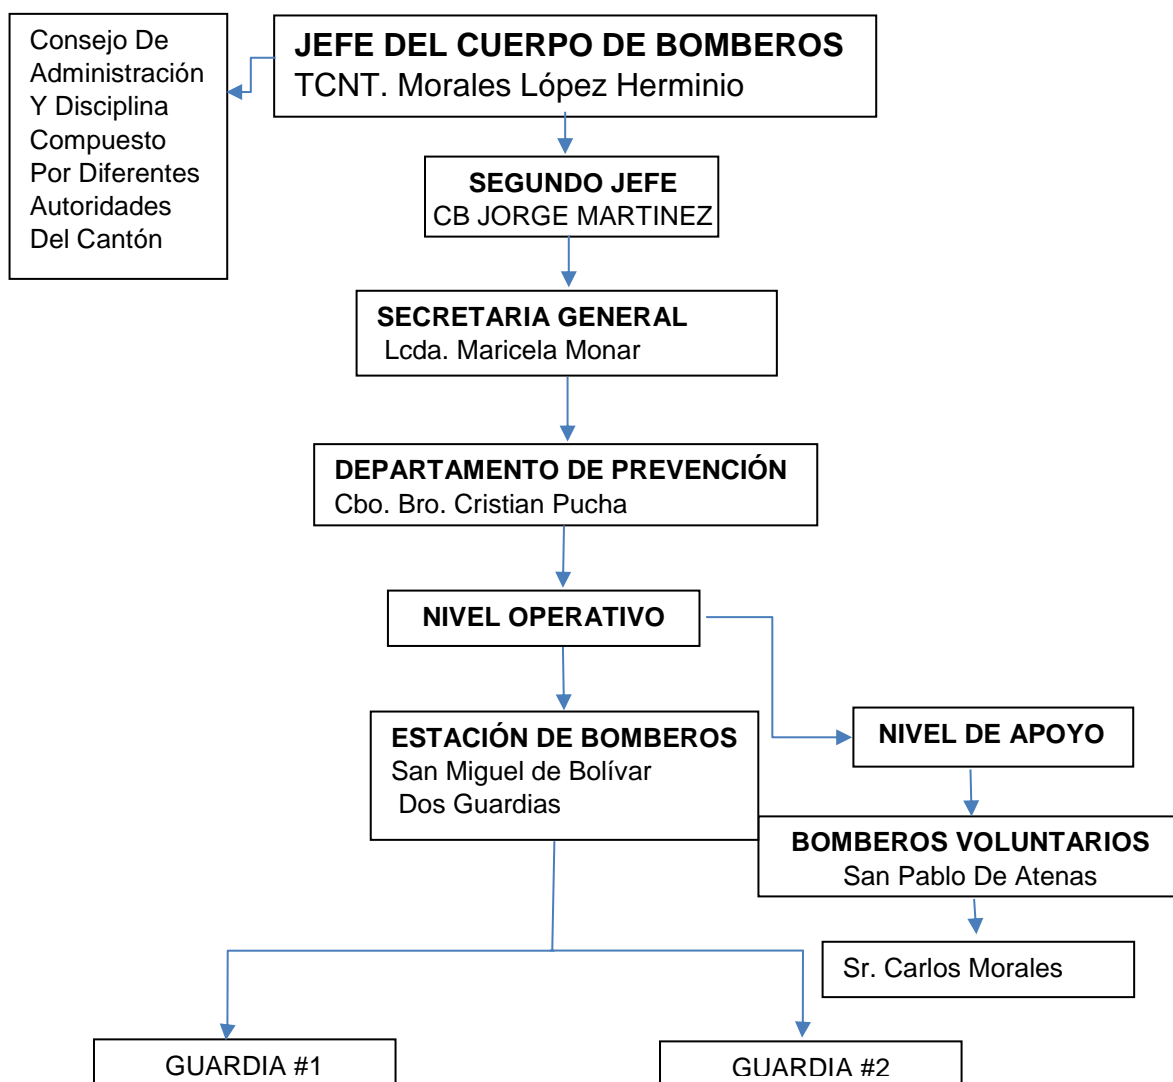 Consejo De
Administración
Y Disciplina
Compuesto
Por Diferentes
Autoridades
Del Cantón
JEFE DEL CUERPO DE BOMBEROS
TCNT. Morales López Herminio
SEGUNDO JEFE
CB JORGE MARTINEZ
SECRETARIA GENERAL
Lcda. Maricela Monar
DEPARTAMENTO DE PREVENCIÓN
Cbo. Bro. Cristian Pucha
NIVEL OPERATIVO
ESTACIÓN DE BOMBEROS
San Miguel de Bolívar
Dos Guardias
NIVEL DE APOYO
BOMBEROS VOLUNTARIOS
San Pablo De Atenas
Sr. Carlos Morales
GUARDIA #1
GUARDIA #2